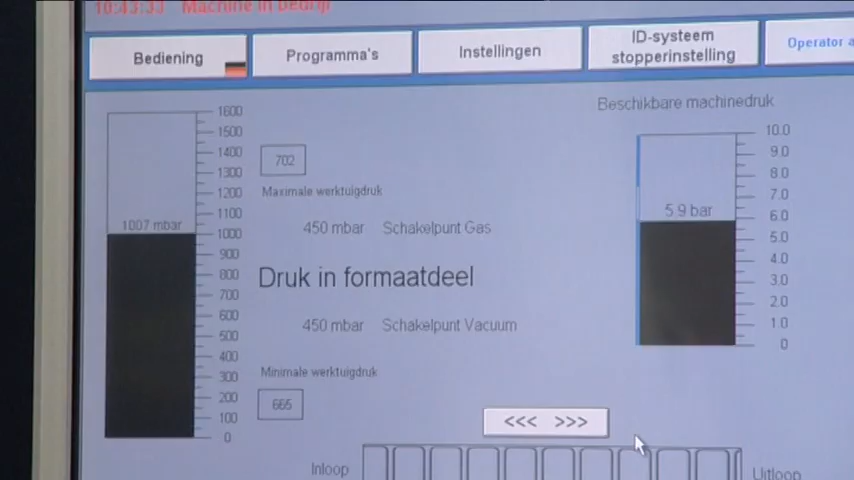 10:43:33 Machine in bedrijf
Bediening
Programma's
Instellingen
ID-systeem
stopperinstelling
Operator
Beschikbare machinedruk
1600
1500
1400
1300
1200
1100
1000
900
800
700
600
500
400
300
200
100
0
1007 mbar
702
Maximale werktuigdruk
450 mbar Schakelpunt Gas
Druk in formaatdeel
450 mbar Schakelpunt Vacuum
Minimale werktuigdruk
665
10.0
9.0
8.0
7.0
6.0
5.0
4.0
3.0
2.0
1.0
0
5.9 bar
<<< >>>
Inloop
Uitloop